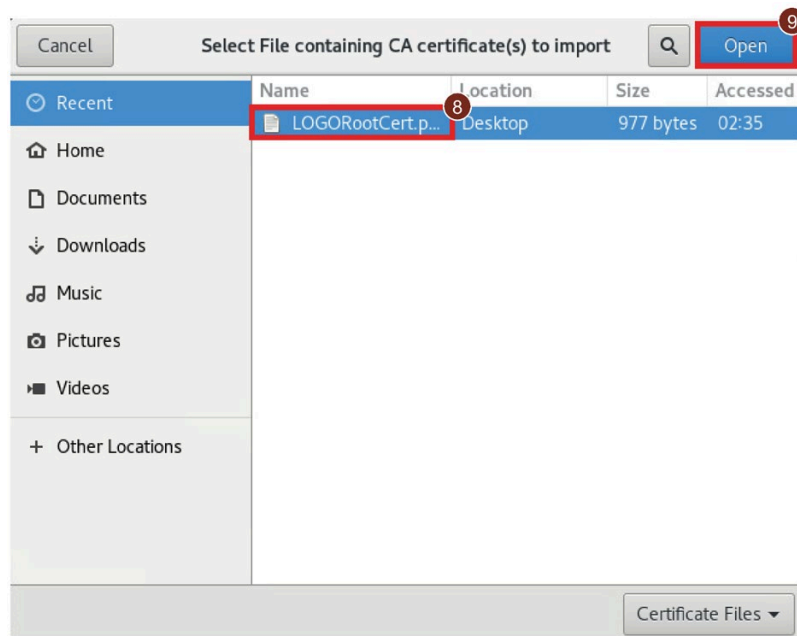 9
Cancel Select File containing CA certificate(s) to import Open
Recent
Name Location Size Accessed
8
LOGORootCert.p... Desktop 977 bytes 02:35
Home
Documents
Downloads
Music
Pictures
Videos
+ Other Locations
Certificate Files